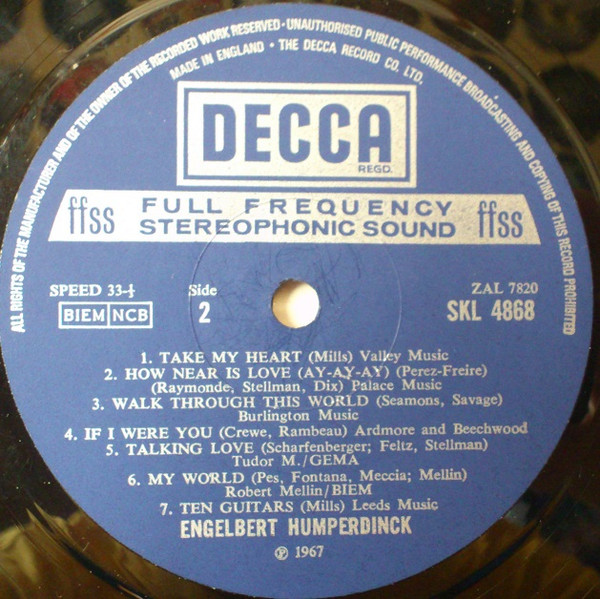 ALL RIGHTS OF THE MANUFACTURER AND OF THE OWNER OF THE RECORDED WORK RESERVED · UNAUTHORISED PUBLIC PERFORMANCE BROADCASTING AND COPYING OF THIS RECORD PROHIBITED
MADE IN ENGLAND · THE DECCA RECORD CO. LTD.
DECCA
REGD.
ffss FULL FREQUENCY ffss
STEREOPHONIC SOUND
SPEED 33-⅓ Side ZAL 7820
BIEM NCB 2 SKL 4868
1. TAKE MY HEART (Mills) Valley Music
2. HOW NEAR IS LOVE (AY-AY-AY) (Perez-Freire)
(Raymonde, Stellman, Dix) Palace Music
3. WALK THROUGH THIS WORLD (Seamons, Savage)
Burlington Music
4. IF I WERE YOU (Crewe, Rambeau) Ardmore and Beechwood
5. TALKING LOVE (Scharfenberger; Feltz, Stellman)
Tudor M./GEMA
6. MY WORLD (Pes, Fontana, Meccia; Mellin)
Robert Mellin/BIEM
7. TEN GUITARS (Mills) Leeds Music
ENGELBERT HUMPERDINCK
℗ 1967